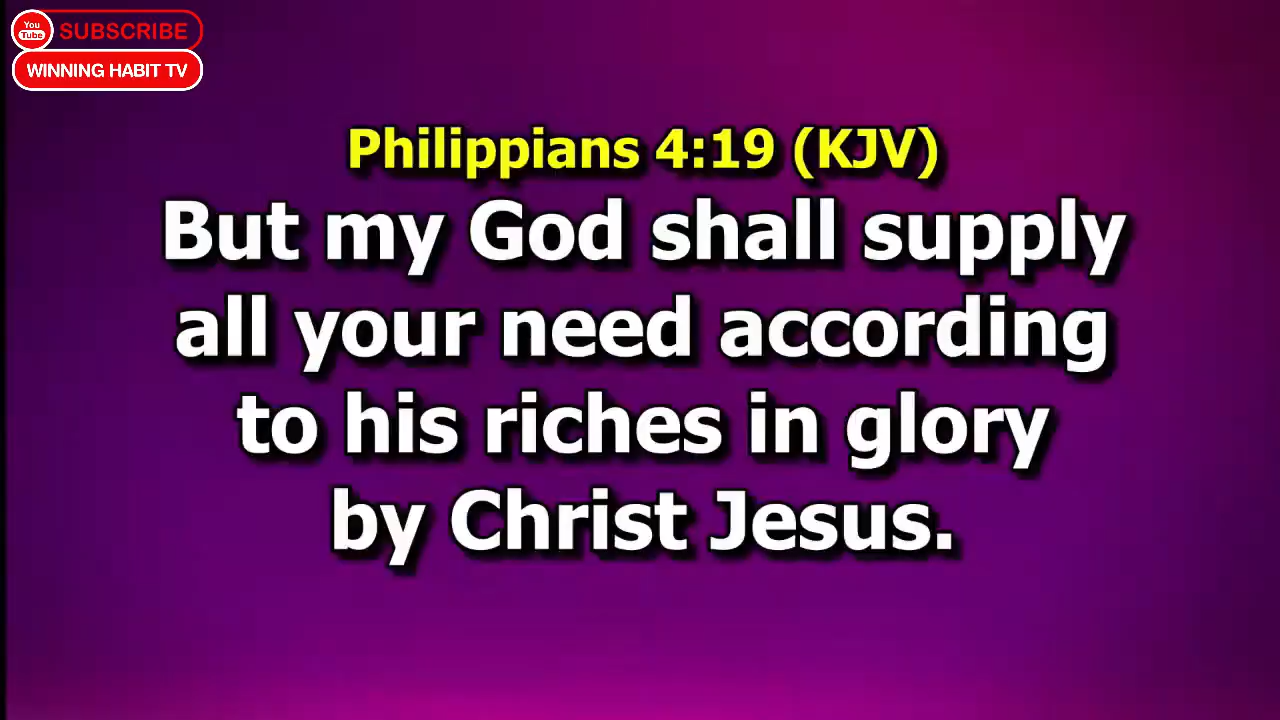 You
Tube
SUBSCRIBE
WINNING HABIT TV
Philippians 4:19 (KJV)
But my God shall supply
all your need according
to his riches in glory
by Christ Jesus.